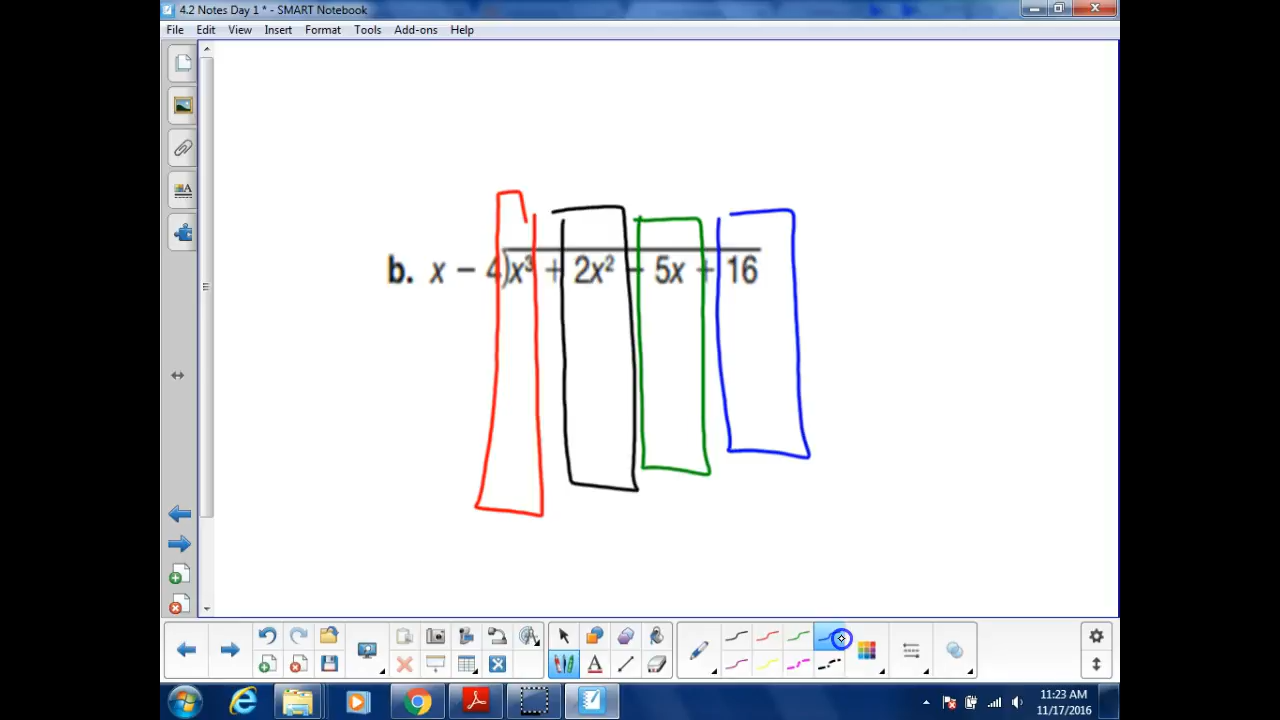 4.2 Notes Day 1 * - SMART Notebook
File Edit View Insert Format Tools Add-ons Help
b. x − 4)x³ + 2x² − 5x + 16
11:23 AM
11/17/2016